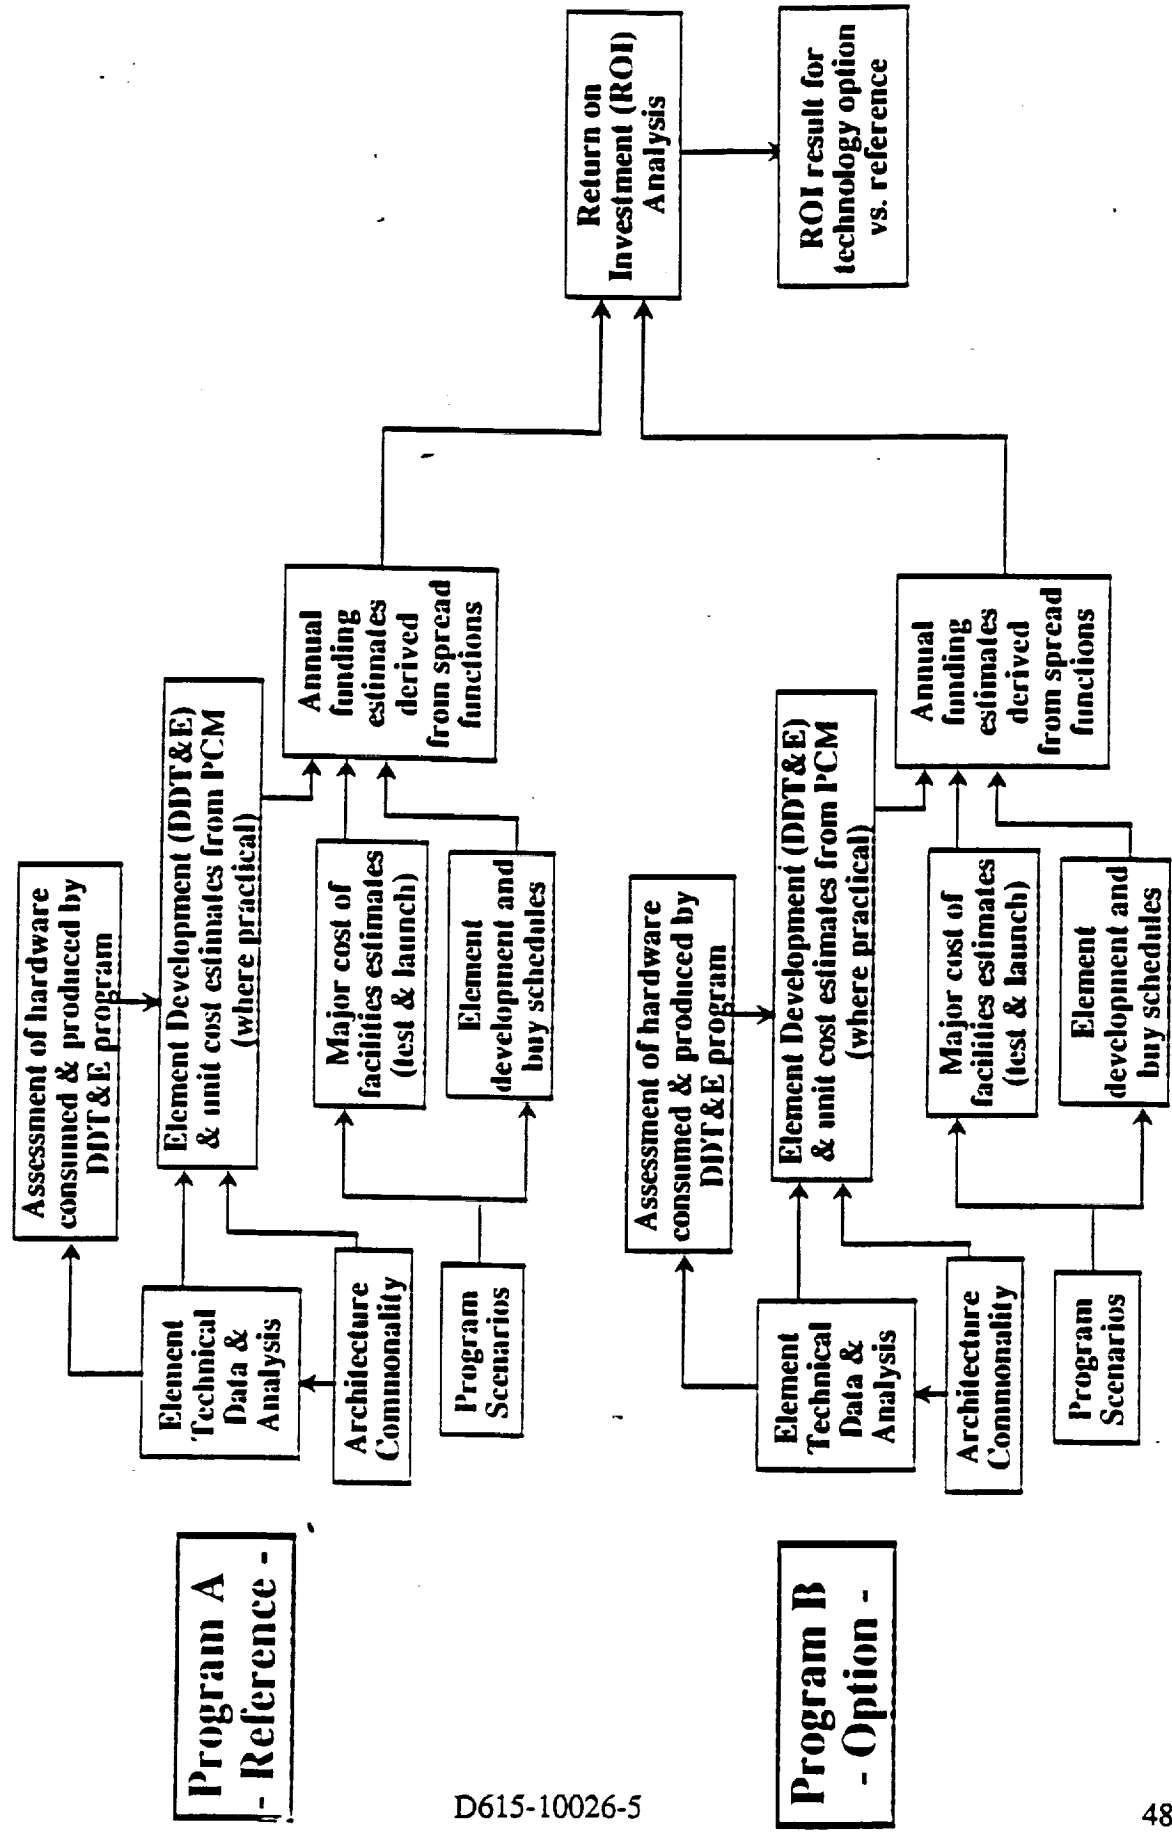 Program A
- Reference -
Assessment of hardware
consumed & produced by
DDT&E program
Element
Technical
Data &
Analysis
Element Development (DDT&E)
& unit cost estimates from PCM
(where practical)
Architecture
Commonality
Major cost of
facilities estimates
(test & launch)
Program
Scenarios
Element
development and
buy schedules
Annual
funding
estimates
derived
from spread
functions
Return on
Investment (ROI)
Analysis
ROI result for
technology option
vs. reference
Program B
- Option -
Assessment of hardware
consumed & produced by
DDT&E program
Element
Technical
Data &
Analysis
Element Development (DDT&E)
& unit cost estimates from PCM
(where practical)
Architecture
Commonality
Major cost of
facilities estimates
(test & launch)
Program
Scenarios
Element
development and
buy schedules
Annual
funding
estimates
derived
from spread
functions
D615-10026-5
48